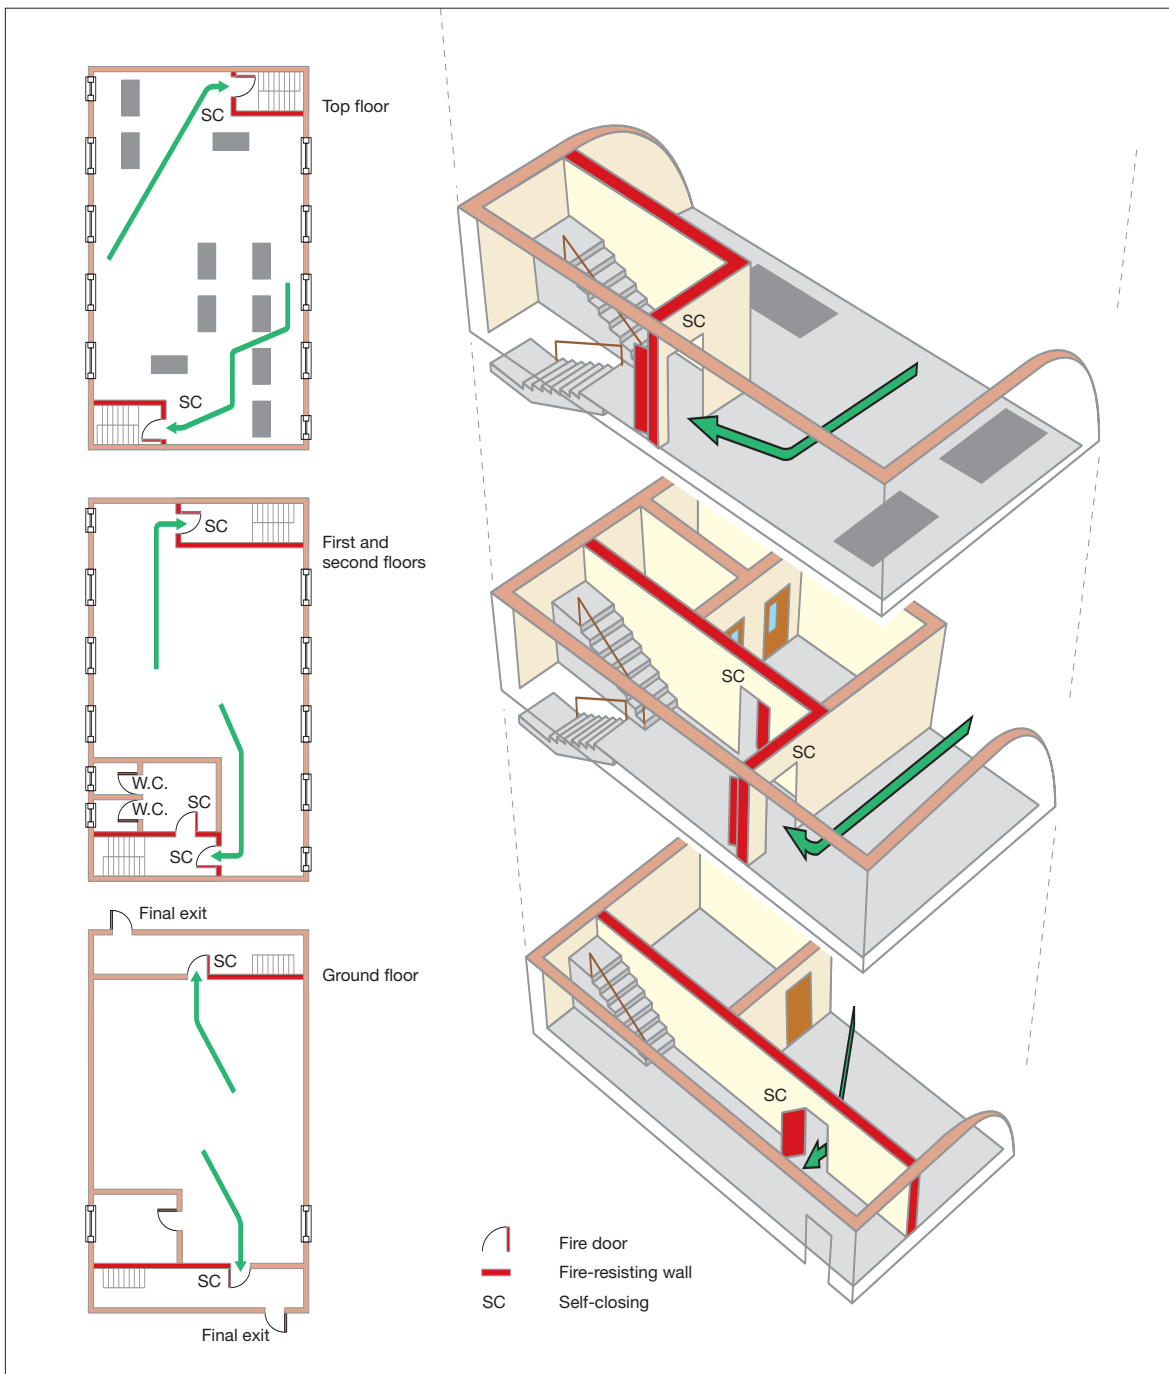 SC
Top floor
SC
SC
First and
second floors
W.C.
W.C.
SC
SC
Final exit
SC
Ground floor
SC
Final exit
SC
SC
SC
SC
Fire door
Fire-resisting wall
SC
Self-closing